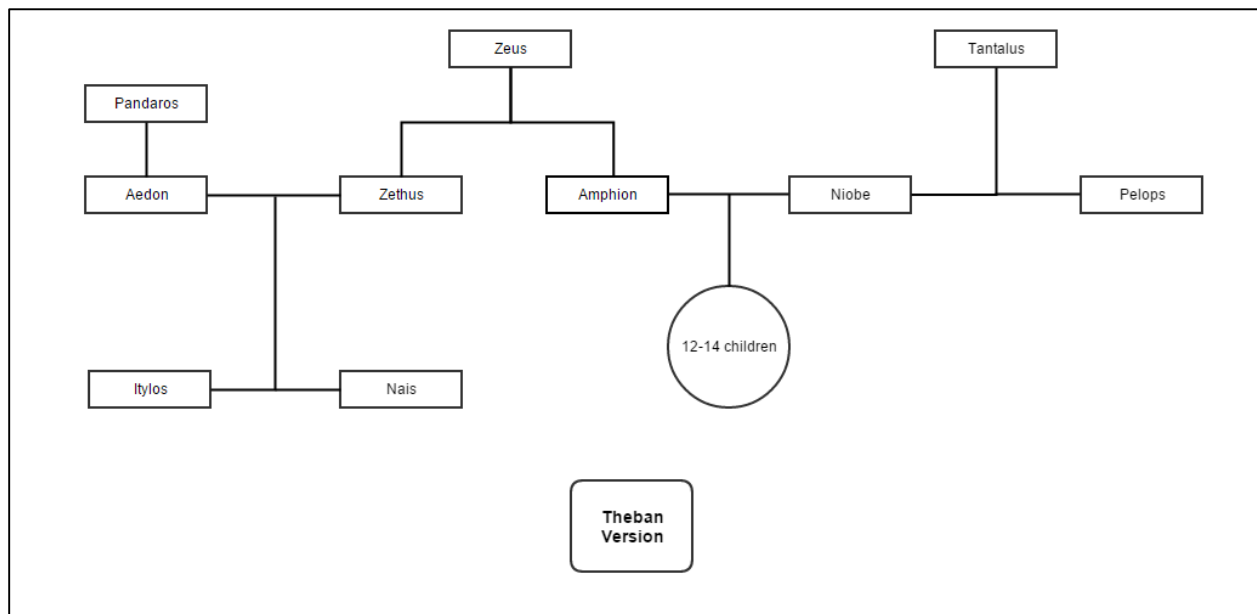 Zeus
Tantalus
Pandaros
Aedon
Zethus
Amphion
Niobe
Pelops
12-14 children
Itylos
Nais
Theban
Version